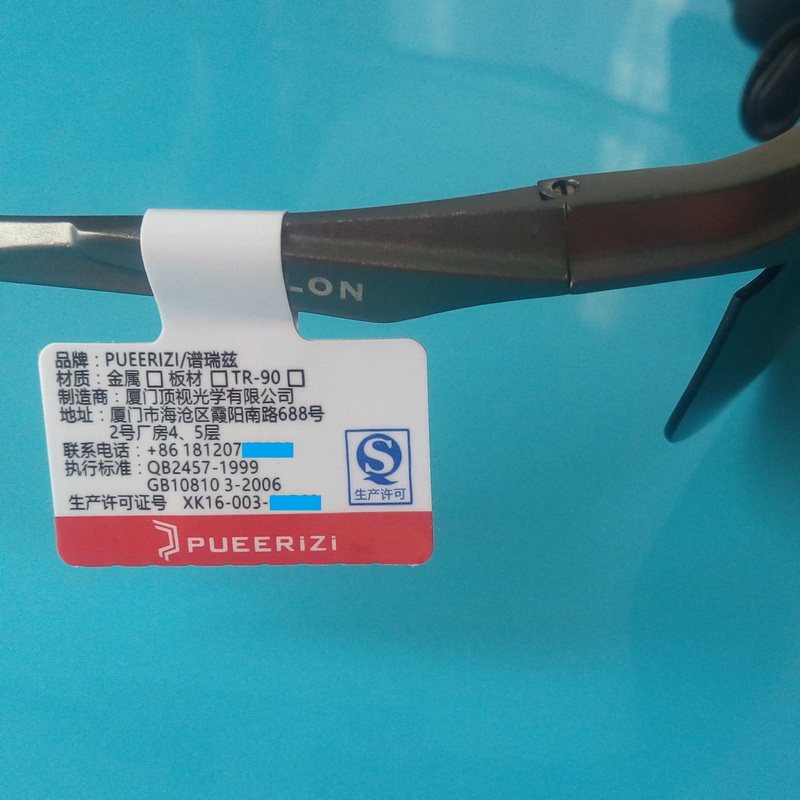 LON
品牌：PUEERIZI/谱瑞兹
材质：金属 □ 板材 □ TR-90 □
制造商：厦门顶视光学有限公司
地址：厦门市海沧区霞阳南路688号
2号厂房4、5层
联系电话：+86 181207
执行标准：QB2457-1999
GB10810 3-2006
生产许可证号 XK16-003-
生产许可
PUEERiZi